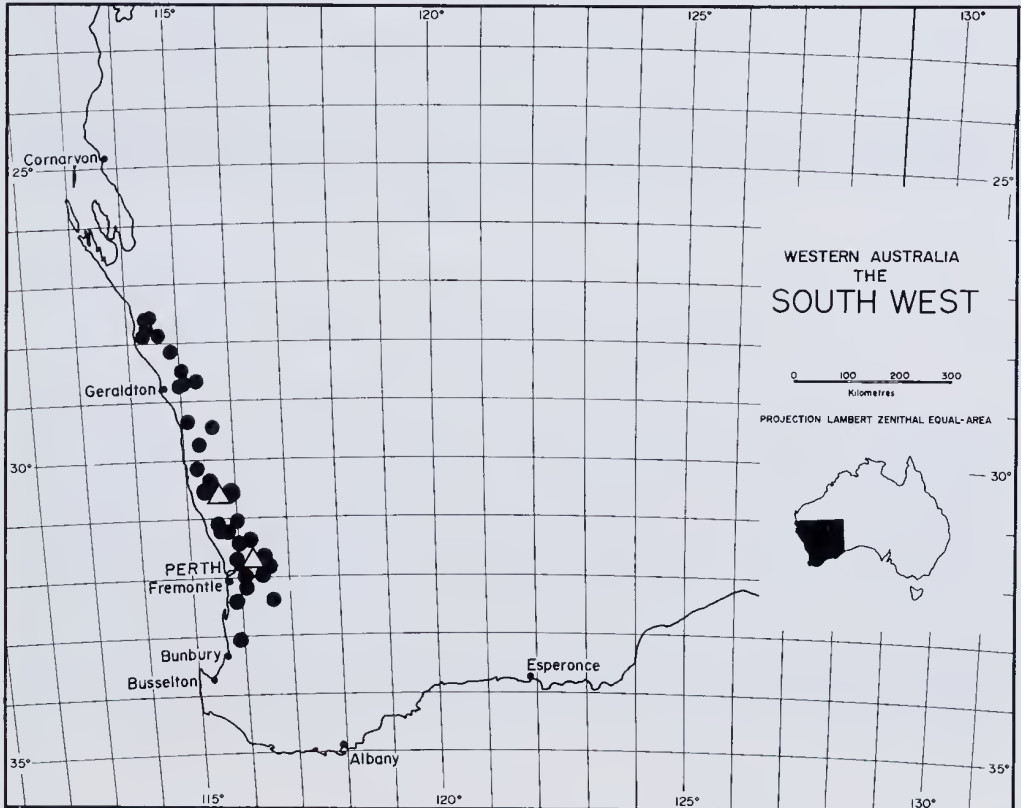 115° 120° 125° 130°
Cornarvon
25° 25°
WESTERN AUSTRALIA
THE
SOUTH WEST
0 100 200 300
Kilometres
Geraldton
PROJECTION LAMBERT ZENITHAL EQUAL-AREA
30° 30°
PERTH
Fremontle
Bunbury
Busselton
Esperonce
Albany
35° 35°
115° 120° 125° 130°